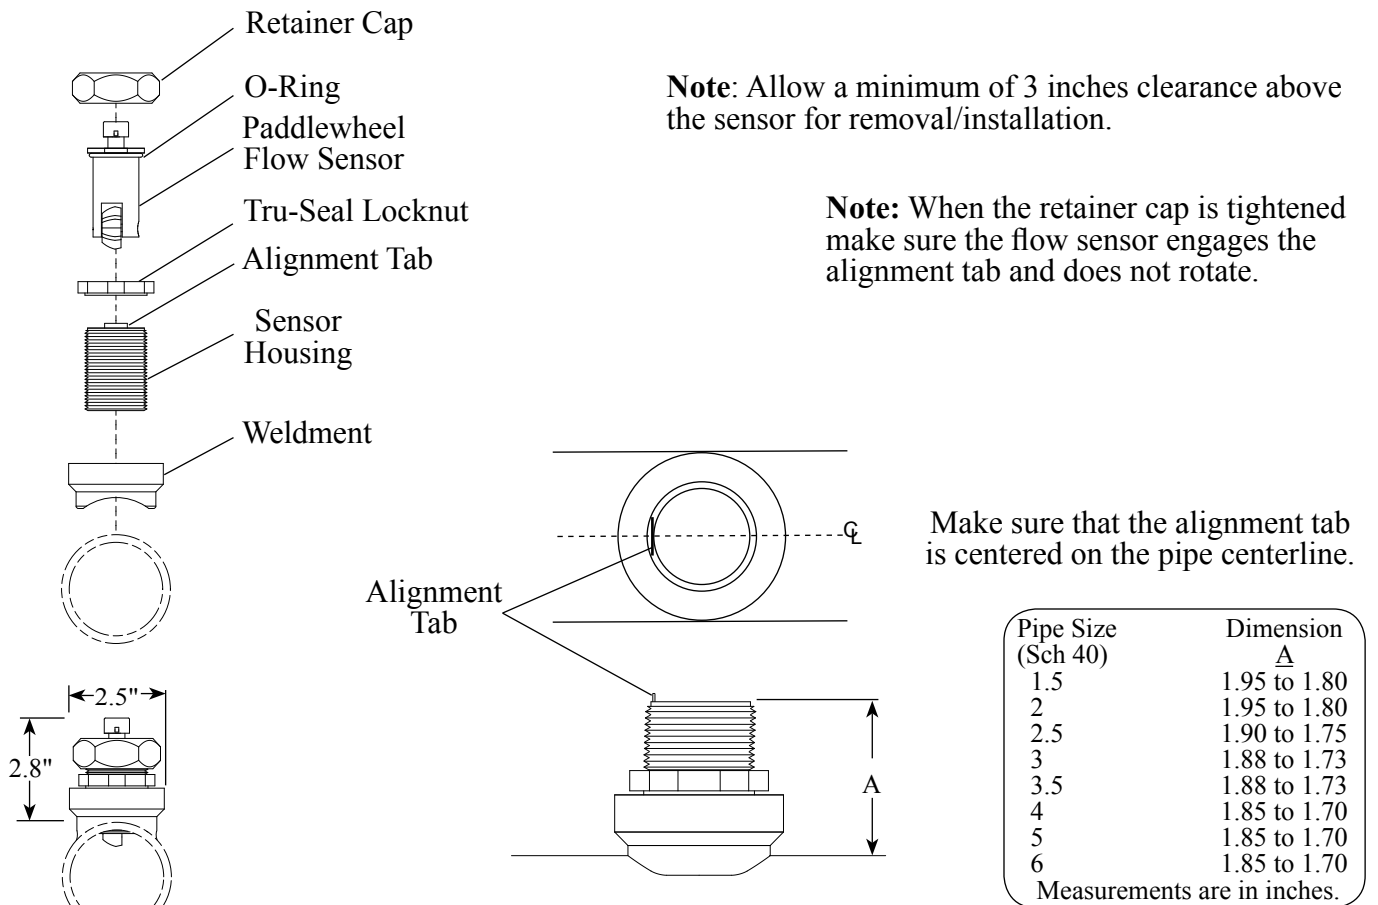 Retainer Cap
O-Ring
Paddlewheel
Flow Sensor
Tru-Seal Locknut
Alignment Tab
Sensor
Housing
Weldment
Note: Allow a minimum of 3 inches clearance above
the sensor for removal/installation.
Note: When the retainer cap is tightened
make sure the flow sensor engages the
alignment tab and does not rotate.
℄
Make sure that the alignment tab
is centered on the pipe centerline.
Alignment
Tab
2.5"
2.8"
A
Pipe Size Dimension
(Sch 40) A
1.5 1.95 to 1.80
2 1.95 to 1.80
2.5 1.90 to 1.75
3 1.88 to 1.73
3.5 1.88 to 1.73
4 1.85 to 1.70
5 1.85 to 1.70
6 1.85 to 1.70
Measurements are in inches.